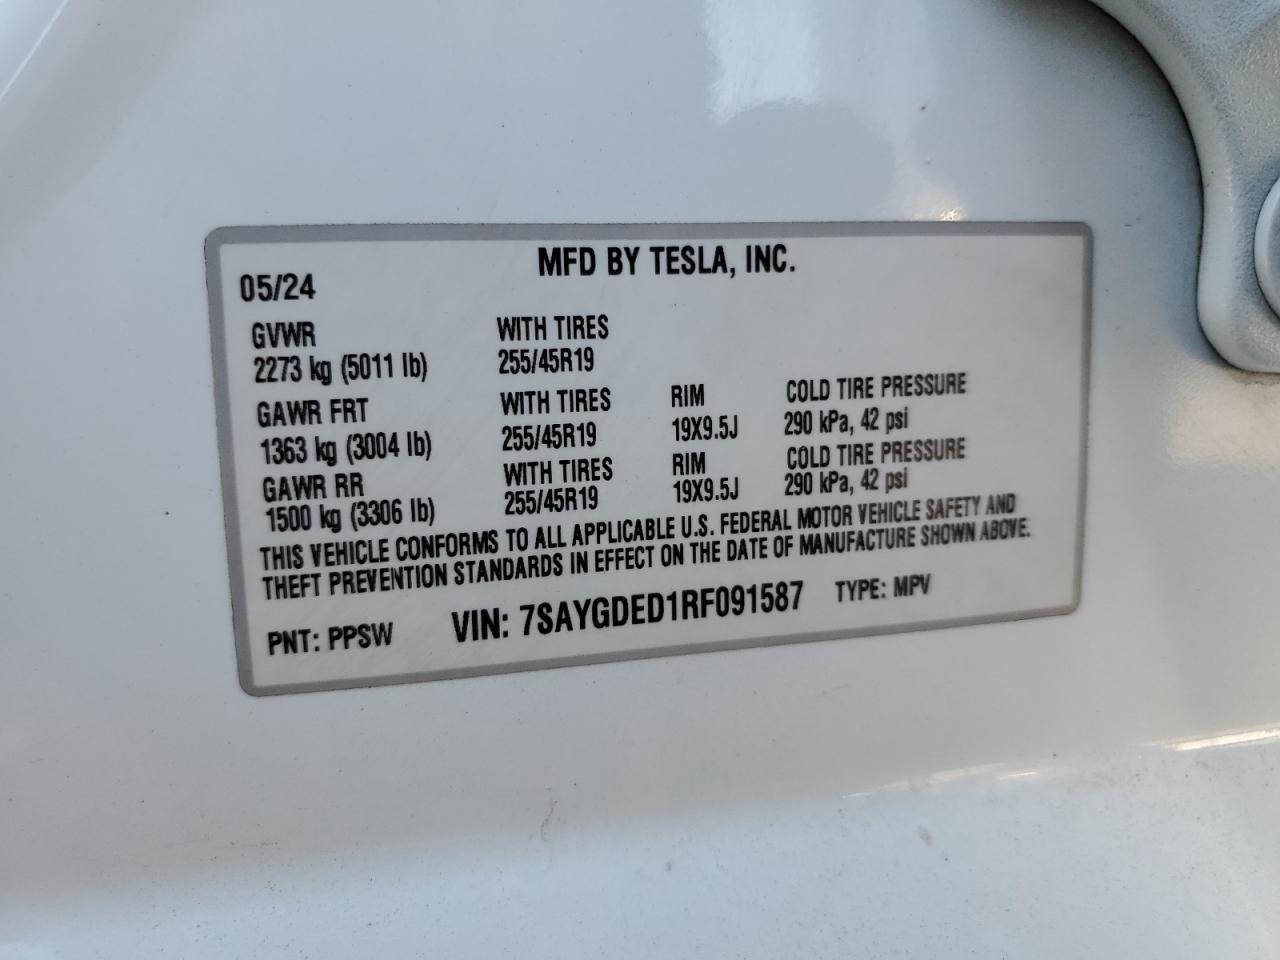 MFD BY TESLA, INC.
05/24
GVWR WITH TIRES
2273 kg (5011 lb) 255/45R19
GAWR FRT WITH TIRES RIM COLD TIRE PRESSURE
1363 kg (3004 lb) 255/45R19 19X9.5J 290 kPa, 42 psi
GAWR RR WITH TIRES RIM COLD TIRE PRESSURE
1500 kg (3306 lb) 255/45R19 19X9.5J 290 kPa, 42 psi
THIS VEHICLE CONFORMS TO ALL APPLICABLE U.S. FEDERAL MOTOR VEHICLE SAFETY AND
THEFT PREVENTION STANDARDS IN EFFECT ON THE DATE OF MANUFACTURE SHOWN ABOVE.
PNT: PPSW VIN: 7SAYGDED1RF091587 TYPE: MPV